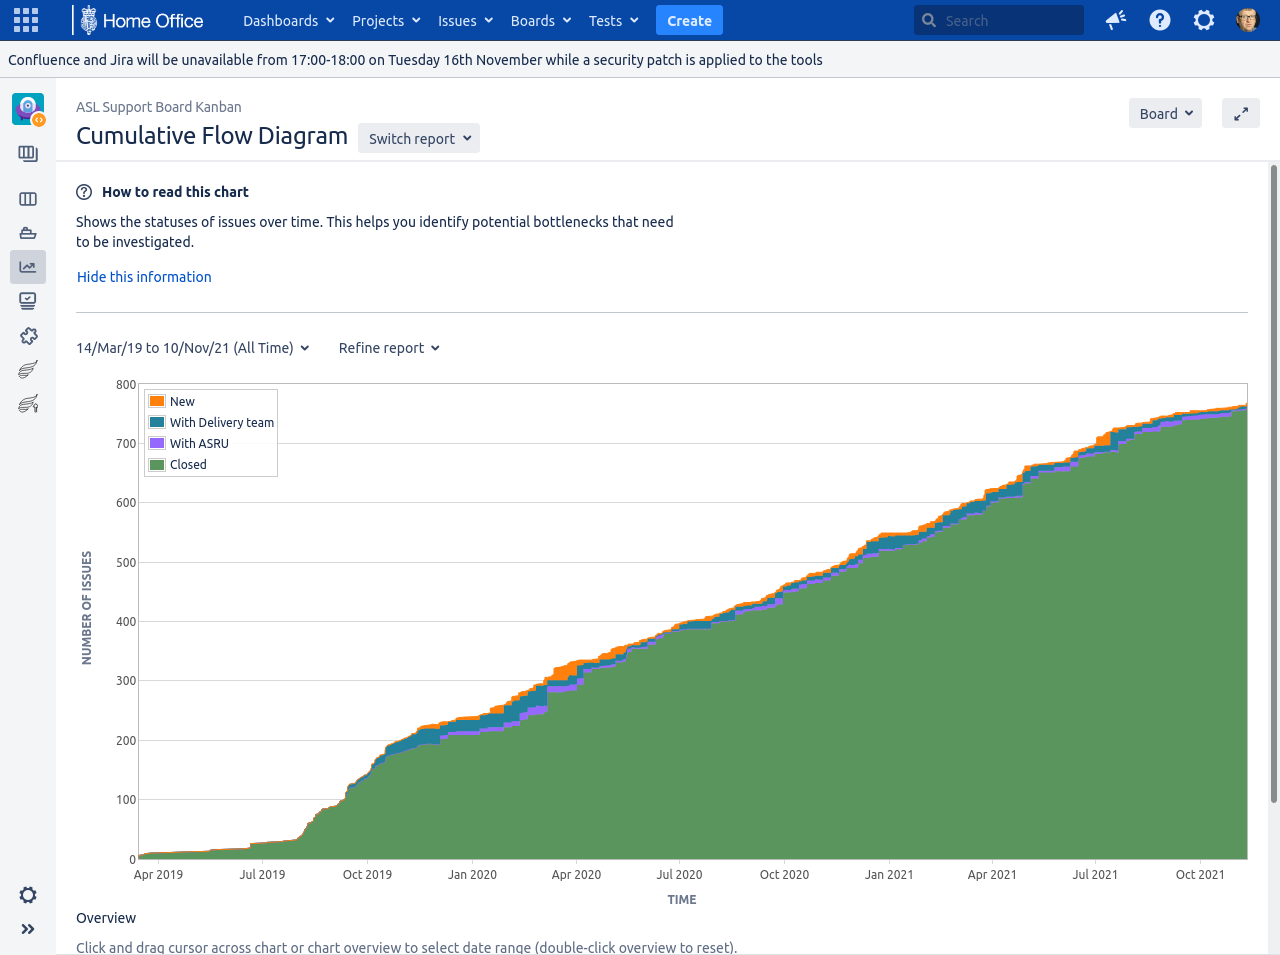 Home Office
Dashboards Projects Issues Boards Tests Create Search
Confluence and Jira will be unavailable from 17:00-18:00 on Tuesday 16th November while a security patch is applied to the tools
ASL Support Board Kanban
Board
Cumulative Flow Diagram Switch report
How to read this chart
Shows the statuses of issues over time. This helps you identify potential bottlenecks that need
to be investigated.
Hide this information
14/Mar/19 to 10/Nov/21 (All Time) Refine report
800
700
600
500
400
300
200
100
0
New
With Delivery team
With ASRU
Closed
NUMBER OF ISSUES
Apr 2019 Jul 2019 Oct 2019 Jan 2020 Apr 2020 Jul 2020 Oct 2020 Jan 2021 Apr 2021 Jul 2021 Oct 2021
TIME
Overview
Click and drag cursor across chart or chart overview to select date range (double-click overview to reset).